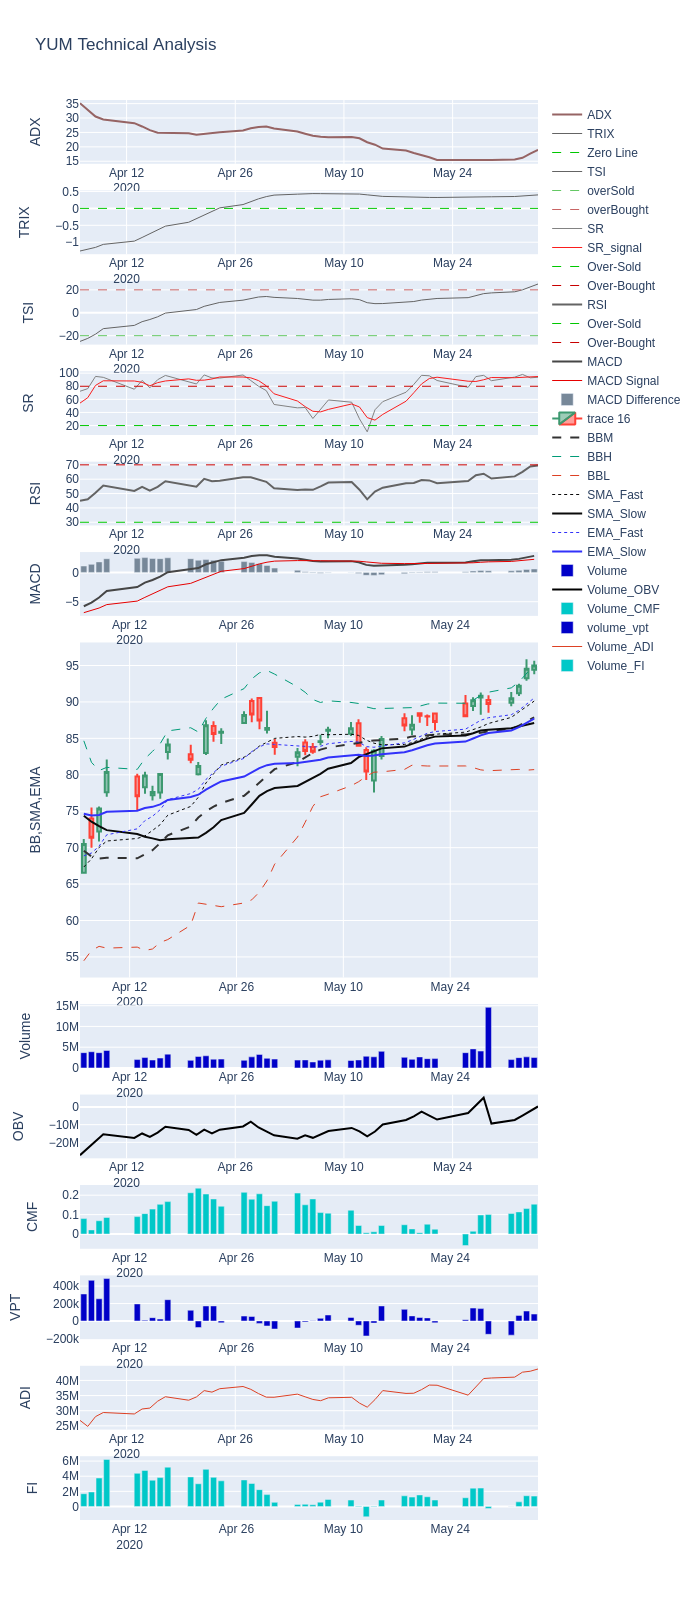 YUM Technical Analysis
ADX
35
30
25
20
15
Apr 12
2020
Apr 26
May 10
May 24
TRIX
0.5
0
−0.5
−1
Apr 12
2020
Apr 26
May 10
May 24
TSI
20
0
−20
Apr 12
2020
Apr 26
May 10
May 24
SR
100
80
60
40
20
Apr 12
2020
Apr 26
May 10
May 24
RSI
70
60
50
40
30
Apr 12
2020
Apr 26
May 10
May 24
MACD
0
−5
Apr 12
2020
Apr 26
May 10
May 24
BB,SMA,EMA
95
90
85
80
75
70
65
60
55
Apr 12
2020
Apr 26
May 10
May 24
Volume
15M
10M
5M
0
Apr 12
2020
Apr 26
May 10
May 24
OBV
0
−10M
−20M
Apr 12
2020
Apr 26
May 10
May 24
CMF
0.2
0.1
0
Apr 12
2020
Apr 26
May 10
May 24
VPT
400k
200k
0
−200k
Apr 12
2020
Apr 26
May 10
May 24
ADI
40M
35M
30M
25M
Apr 12
2020
Apr 26
May 10
May 24
FI
6M
4M
2M
0
Apr 12
2020
Apr 26
May 10
May 24
ADX
TRIX
Zero Line
TSI
overSold
overBought
SR
SR_signal
Over-Sold
Over-Bought
RSI
Over-Sold
Over-Bought
MACD
MACD Signal
MACD Difference
trace 16
BBM
BBH
BBL
SMA_Fast
SMA_Slow
EMA_Fast
EMA_Slow
Volume
Volume_OBV
Volume_CMF
volume_vpt
Volume_ADI
Volume_FI